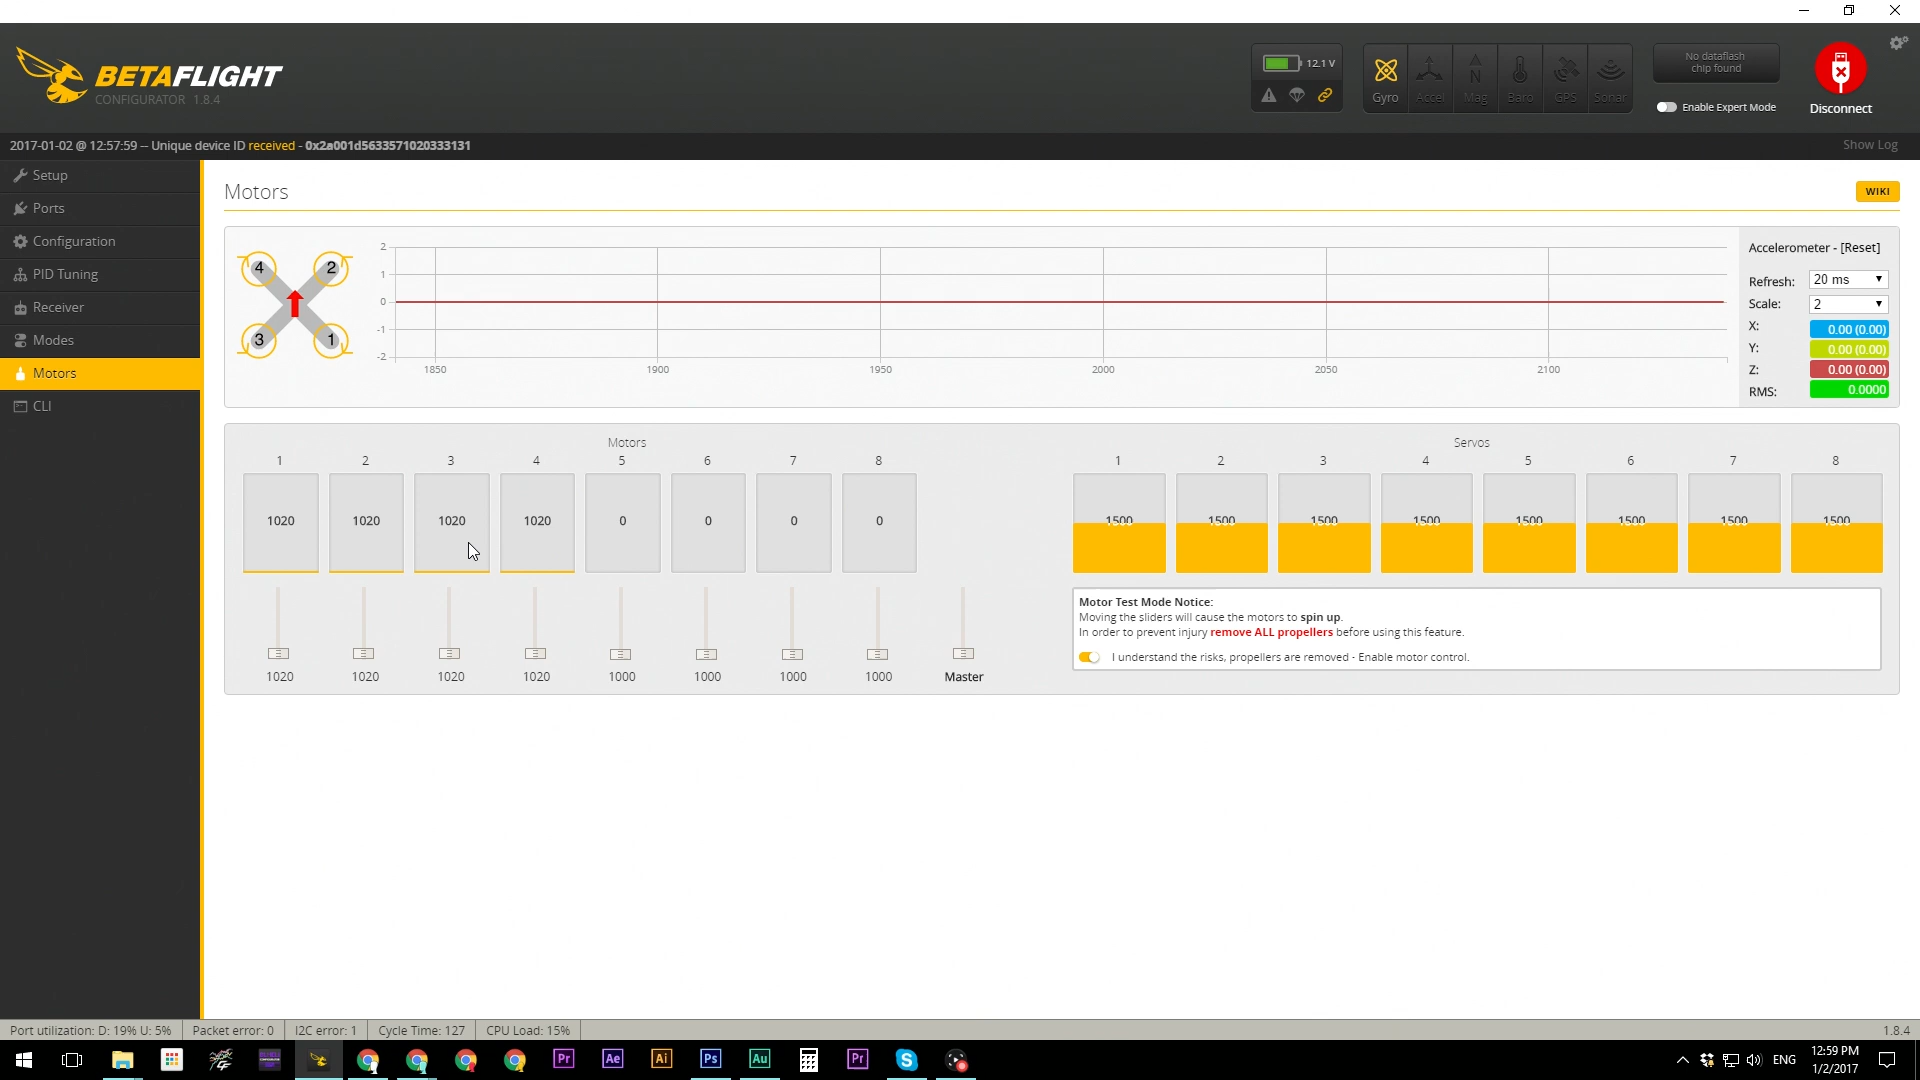 BETAFLIGHT
CONFIGURATOR 1.8.4
12.1 V
Gyro
Accel
Mag
Baro
GPS
Sonar
No dataflash
chip found
Enable Expert Mode
Disconnect
2017-01-02 @ 12:57:59 -- Unique device ID received - 0x2a001d5633571020333131
Show Log
Setup
Ports
Configuration
PID Tuning
Receiver
Modes
Motors
CLI
Motors
WIKI
4 2
3 1
2
1
0
-1
-2
1850 1900 1950 2000 2050 2100
Accelerometer - [Reset]
Refresh: 20 ms
Scale: 2
X: 0.00 (0.00)
Y: 0.00 (0.00)
Z: 0.00 (0.00)
RMS: 0.0000
Motors
1 2 3 4 5 6 7 8
1020 1020 1020 1020 0 0 0 0
1020 1020 1020 1020 1000 1000 1000 1000 Master
Servos
1 2 3 4 5 6 7 8
1500 1500 1500 1500 1500 1500 1500 1500
Motor Test Mode Notice:
Moving the sliders will cause the motors to spin up.
In order to prevent injury remove ALL propellers before using this feature.
I understand the risks, propellers are removed - Enable motor control.
Port utilization: D: 19% U: 5% Packet error: 0 I2C error: 1 Cycle Time: 127 CPU Load: 15% 1.8.4
Pr Ae Ai Ps Au Pr S
ENG
12:59 PM
1/2/2017